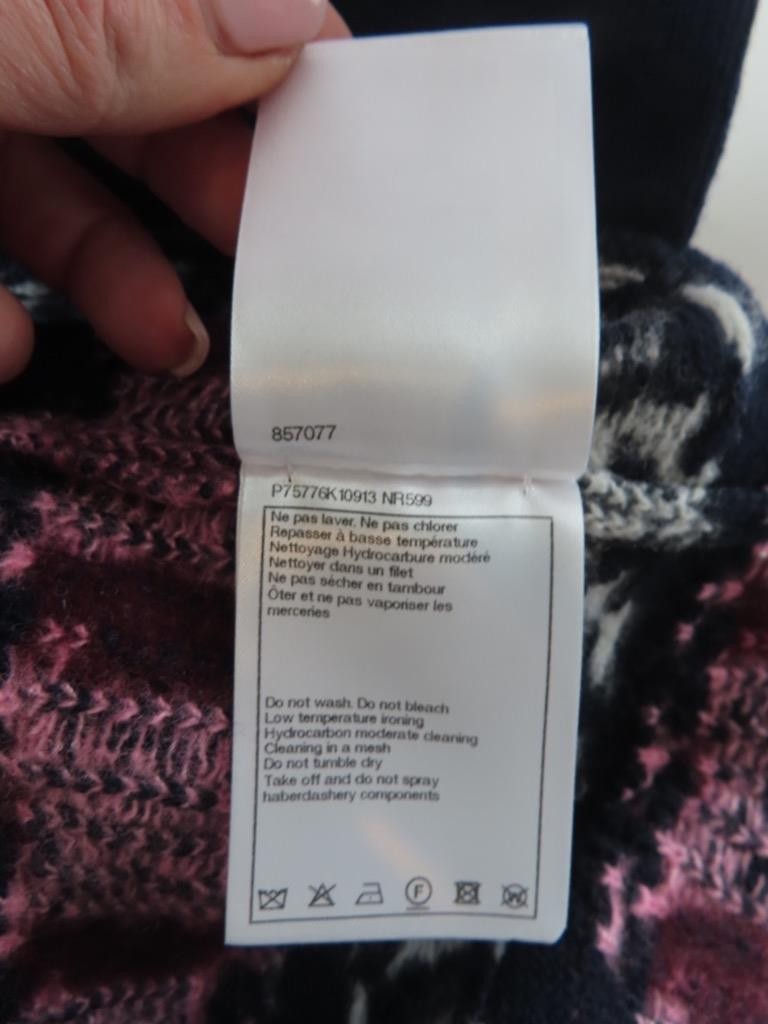 857077
P75776K10913 NR599
Ne pas laver. Ne pas chlorer
Repasser à basse température
Nettoyage Hydrocarbure modéré
Nettoyer dans un filet
Ne pas sécher en tambour
Ôter et ne pas vaporiser les
merceries
Do not wash. Do not bleach
Low temperature ironing
Hydrocarbon moderate cleaning
Cleaning in a mesh
Do not tumble dry
Take off and do not spray
haberdashery components
F W